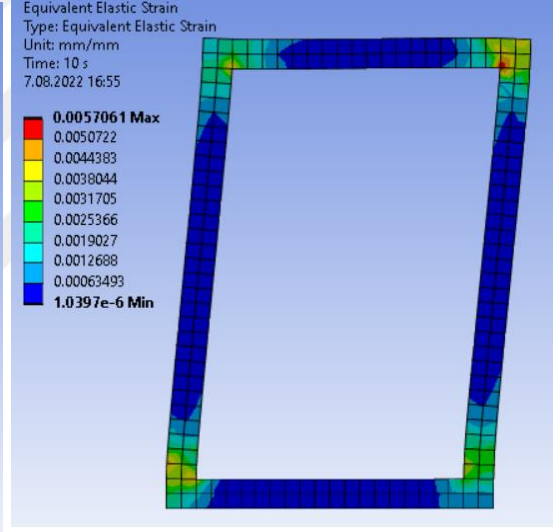 Equivalent Elastic Strain
Type: Equivalent Elastic Strain
Unit: mm/mm
Time: 10 s
7.08.2022 16:55
0.0057061 Max
0.0050722
0.0044383
0.0038044
0.0031705
0.0025366
0.0019027
0.0012688
0.00063493
1.0397e-6 Min